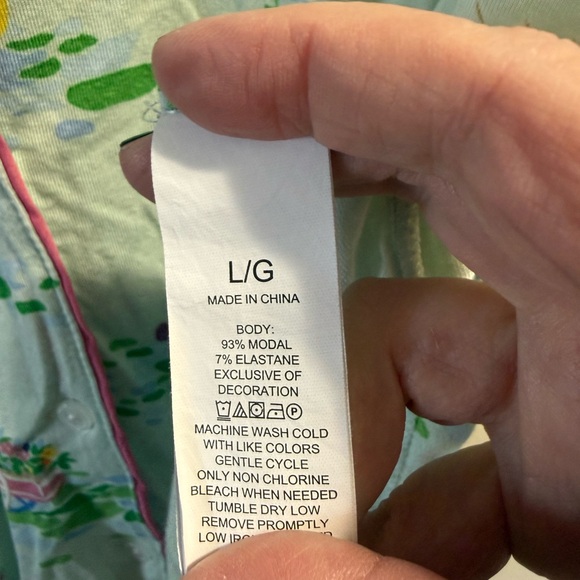 L/G
MADE IN CHINA
BODY:
93% MODAL
7% ELASTANE
EXCLUSIVE OF
DECORATION
P
MACHINE WASH COLD
WITH LIKE COLORS
GENTLE CYCLE
ONLY NON CHLORINE
BLEACH WHEN NEEDED
TUMBLE DRY LOW
REMOVE PROMPTLY
LOW